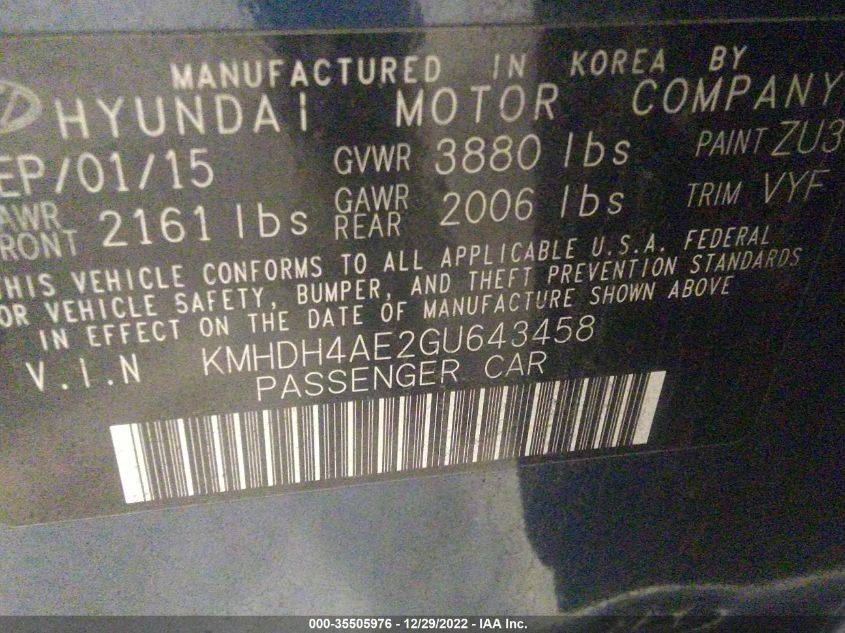 MANUFACTURED IN KOREA BY
HYUNDAI MOTOR COMPANY
EP/01/15 GVWR 3880 lbs PAINT ZU3
AWR RONT 2161 lbs GAWR REAR 2006 lbs TRIM VYF
HIS VEHICLE CONFORMS TO ALL APPLICABLE U.S.A. FEDERAL
OR VEHICLE SAFETY, BUMPER, AND THEFT PREVENTION STANDARDS
IN EFFECT ON THE DATE OF MANUFACTURE SHOWN ABOVE
V.I.N KMHDH4AE2GU643458
PASSENGER CAR
000-35505976 - 12/29/2022 - IAA Inc.